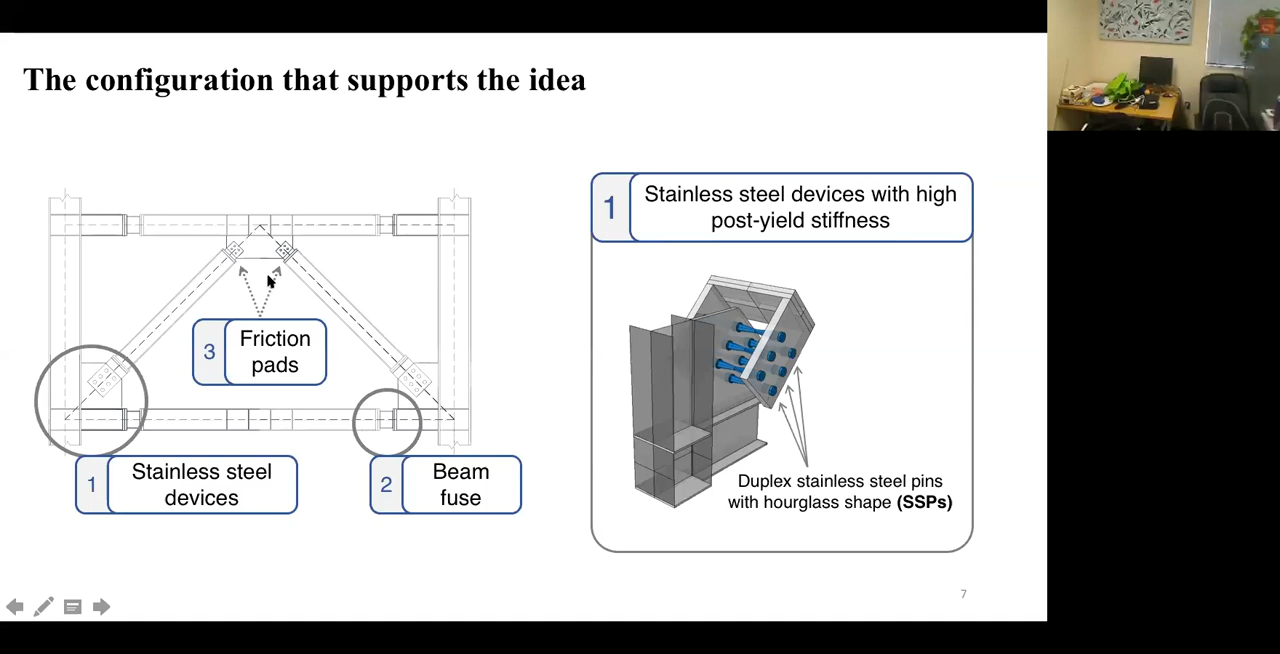 The configuration that supports the idea
3
Friction
pads
1
Stainless steel
devices
2
Beam
fuse
1
Stainless steel devices with high
post-yield stiffness
Duplex stainless steel pins
with hourglass shape (SSPs)
7